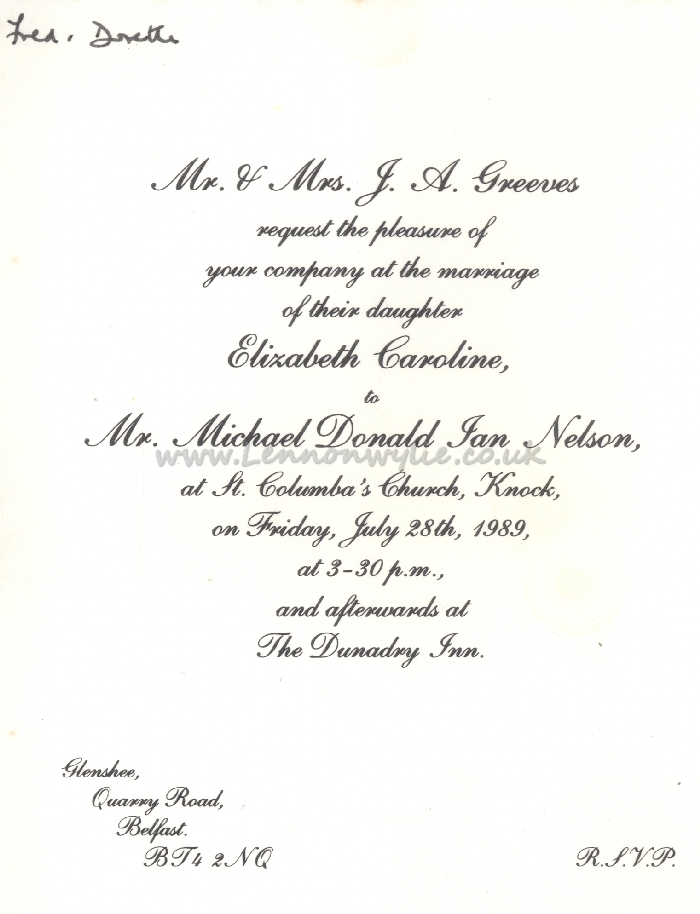 Fred. Dorethe
Mr. & Mrs. J. A. Greeves
request the pleasure of
your company at the marriage
of their daughter
Elizabeth Caroline,
to
Mr. Michael Donald Ian Nelson,
www.Lennonwylie.co.uk
at St. Columba's Church, Knock,
on Friday, July 28th, 1989,
at 3-30 p.m.,
and afterwards at
The Dunadry Inn.
Glenshee,
Quarry Road,
Belfast.
BT4 2NQ
R.S.V.P.